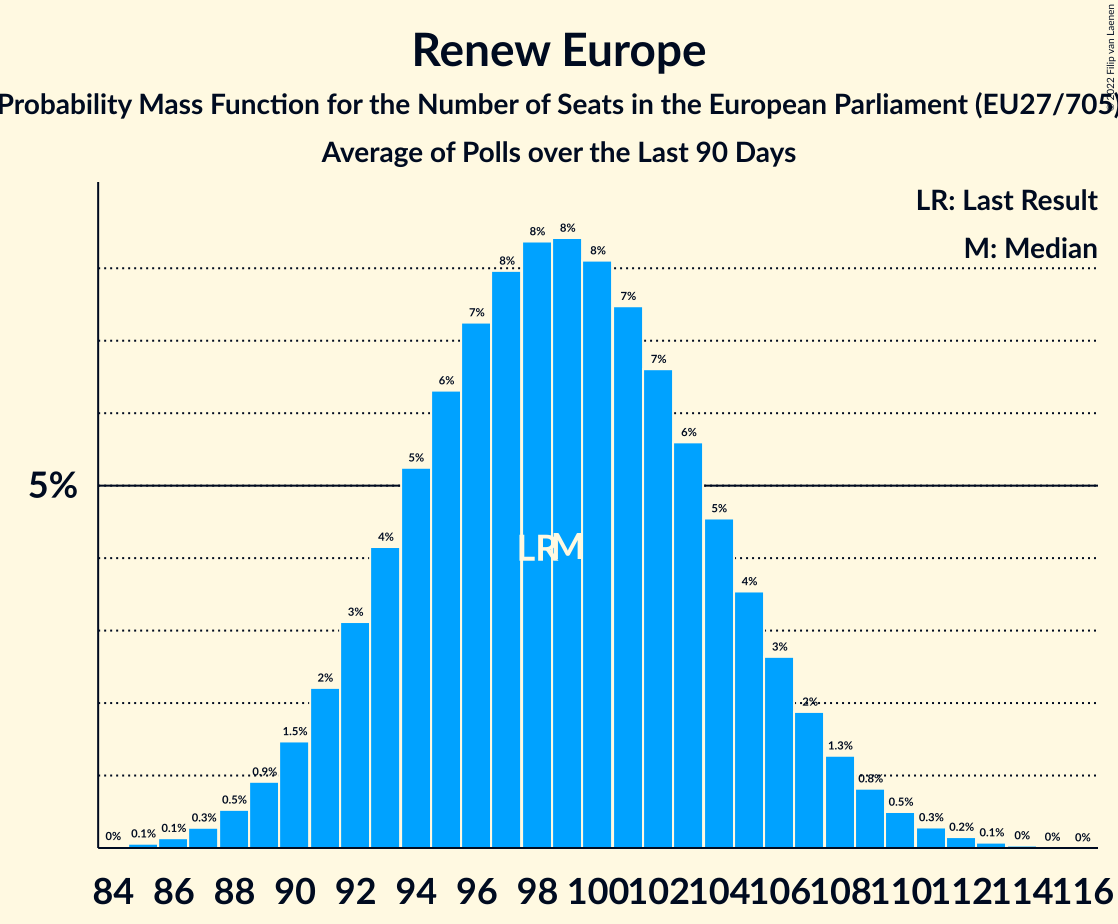 Renew Europe
Probability Mass Function for the Number of Seats in the European Parliament (EU27/705)
Average of Polls over the Last 90 Days
© 2022 Filip van Laenen
LR: Last Result
M: Median
5%
0% 0.1% 0.1% 0.3% 0.5% 0.9% 1.5% 2% 3% 4% 5% 6% 7% 8% 8% 8% 8% 7% 7% 6% 5% 4% 3% 2% 1.3% 0.8% 0.5% 0.3% 0.2% 0.1% 0% 0% 0%
LR M
84 86 88 90 92 94 96 98 100 102 104 106 108 110 112 114 116